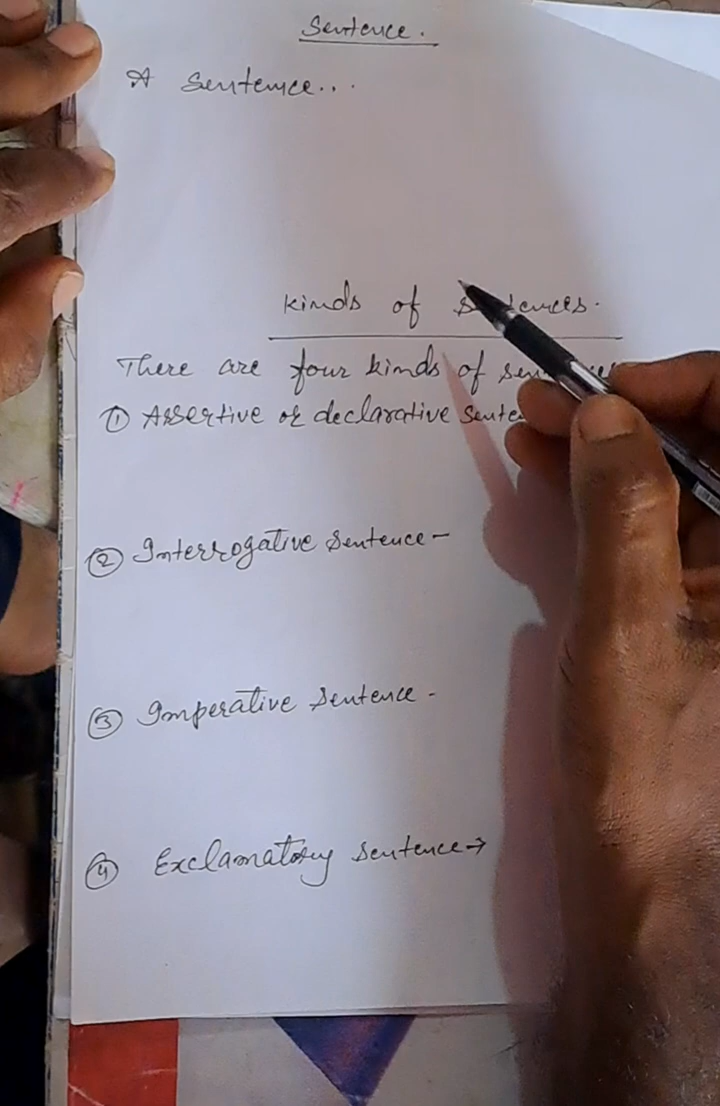 Sentence.
A sentence...
kinds of sentences.
There are four kinds of
① Assertive or declarative
② Interrogative sentence -
③ Imperative sentence -
④ Exclamatory sentence →